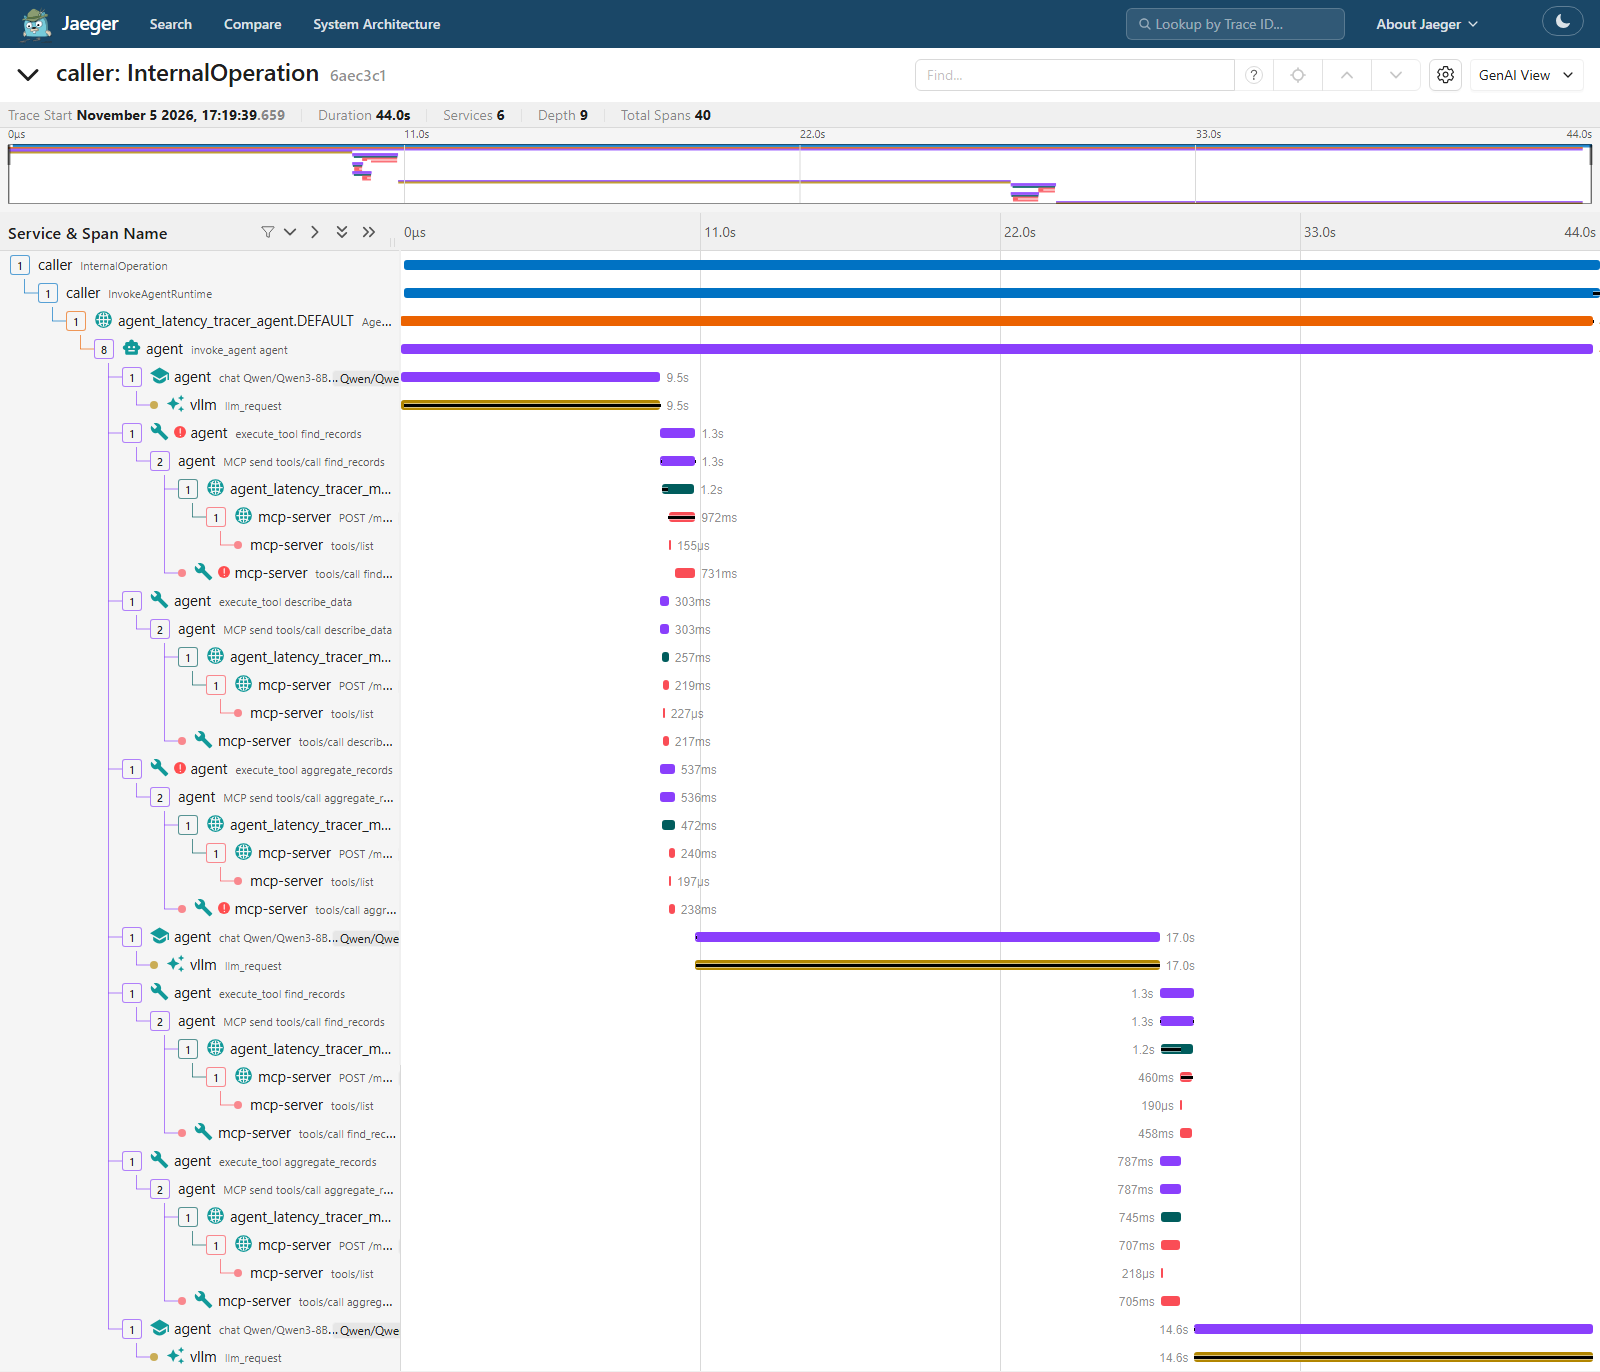 Jaeger Search Compare System Architecture Lookup by Trace ID... About Jaeger
caller: InternalOperation 6aec3c1 Find... ? GenAI View
Trace Start November 5 2026, 17:19:39.659 Duration 44.0s Services 6 Depth 9 Total Spans 40
0μs 11.0s 22.0s 33.0s 44.0s
Service & Span Name 0μs 11.0s 22.0s 33.0s 44.0s
1 caller InternalOperation
1 caller InvokeAgentRuntime
1 agent_latency_tracer_agent.DEFAULT Age...
8 agent invoke_agent agent
1 agent chat Qwen/Qwen3-8B... Qwen/Qwe 9.5s
vllm llm_request 9.5s
1 agent execute_tool find_records 1.3s
2 agent MCP send tools/call find_records 1.3s
1 agent_latency_tracer_m... 1.2s
1 mcp-server POST /m... 972ms
mcp-server tools/list 155μs
mcp-server tools/call find... 731ms
1 agent execute_tool describe_data 303ms
2 agent MCP send tools/call describe_data 303ms
1 agent_latency_tracer_m... 257ms
1 mcp-server POST /m... 219ms
mcp-server tools/list 227μs
mcp-server tools/call describ... 217ms
1 agent execute_tool aggregate_records 537ms
2 agent MCP send tools/call aggregate_r... 536ms
1 agent_latency_tracer_m... 472ms
1 mcp-server POST /m... 240ms
mcp-server tools/list 197μs
mcp-server tools/call aggr... 238ms
1 agent chat Qwen/Qwen3-8B... Qwen/Qwe 17.0s
vllm llm_request 17.0s
1 agent execute_tool find_records 1.3s
2 agent MCP send tools/call find_records 1.3s
1 agent_latency_tracer_m... 1.2s
1 mcp-server POST /m... 460ms
mcp-server tools/list 190μs
mcp-server tools/call find_rec... 458ms
1 agent execute_tool aggregate_records 787ms
2 agent MCP send tools/call aggregate_r... 787ms
1 agent_latency_tracer_m... 745ms
1 mcp-server POST /m... 707ms
mcp-server tools/list 218μs
mcp-server tools/call aggreg... 705ms
1 agent chat Qwen/Qwen3-8B... Qwen/Qwe 14.6s
vllm llm_request 14.6s